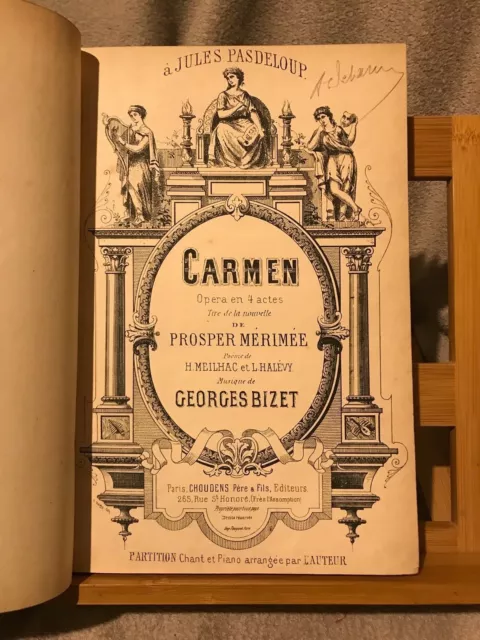 à JULES PASDELOUP.
CARMEN
Opéra en 4 actes
Tiré de la nouvelle
DE
PROSPER MÉRIMÉE
Poème de
H. MEILHAC et L. HALÉVY.
Musique de
GEORGES BIZET
Paris, CHOUDENS Père & Fils, Editeurs.
265, Rue St Honoré, (Près l'Assomption)
PARTITION Chant et Piano arrangée par L'AUTEUR